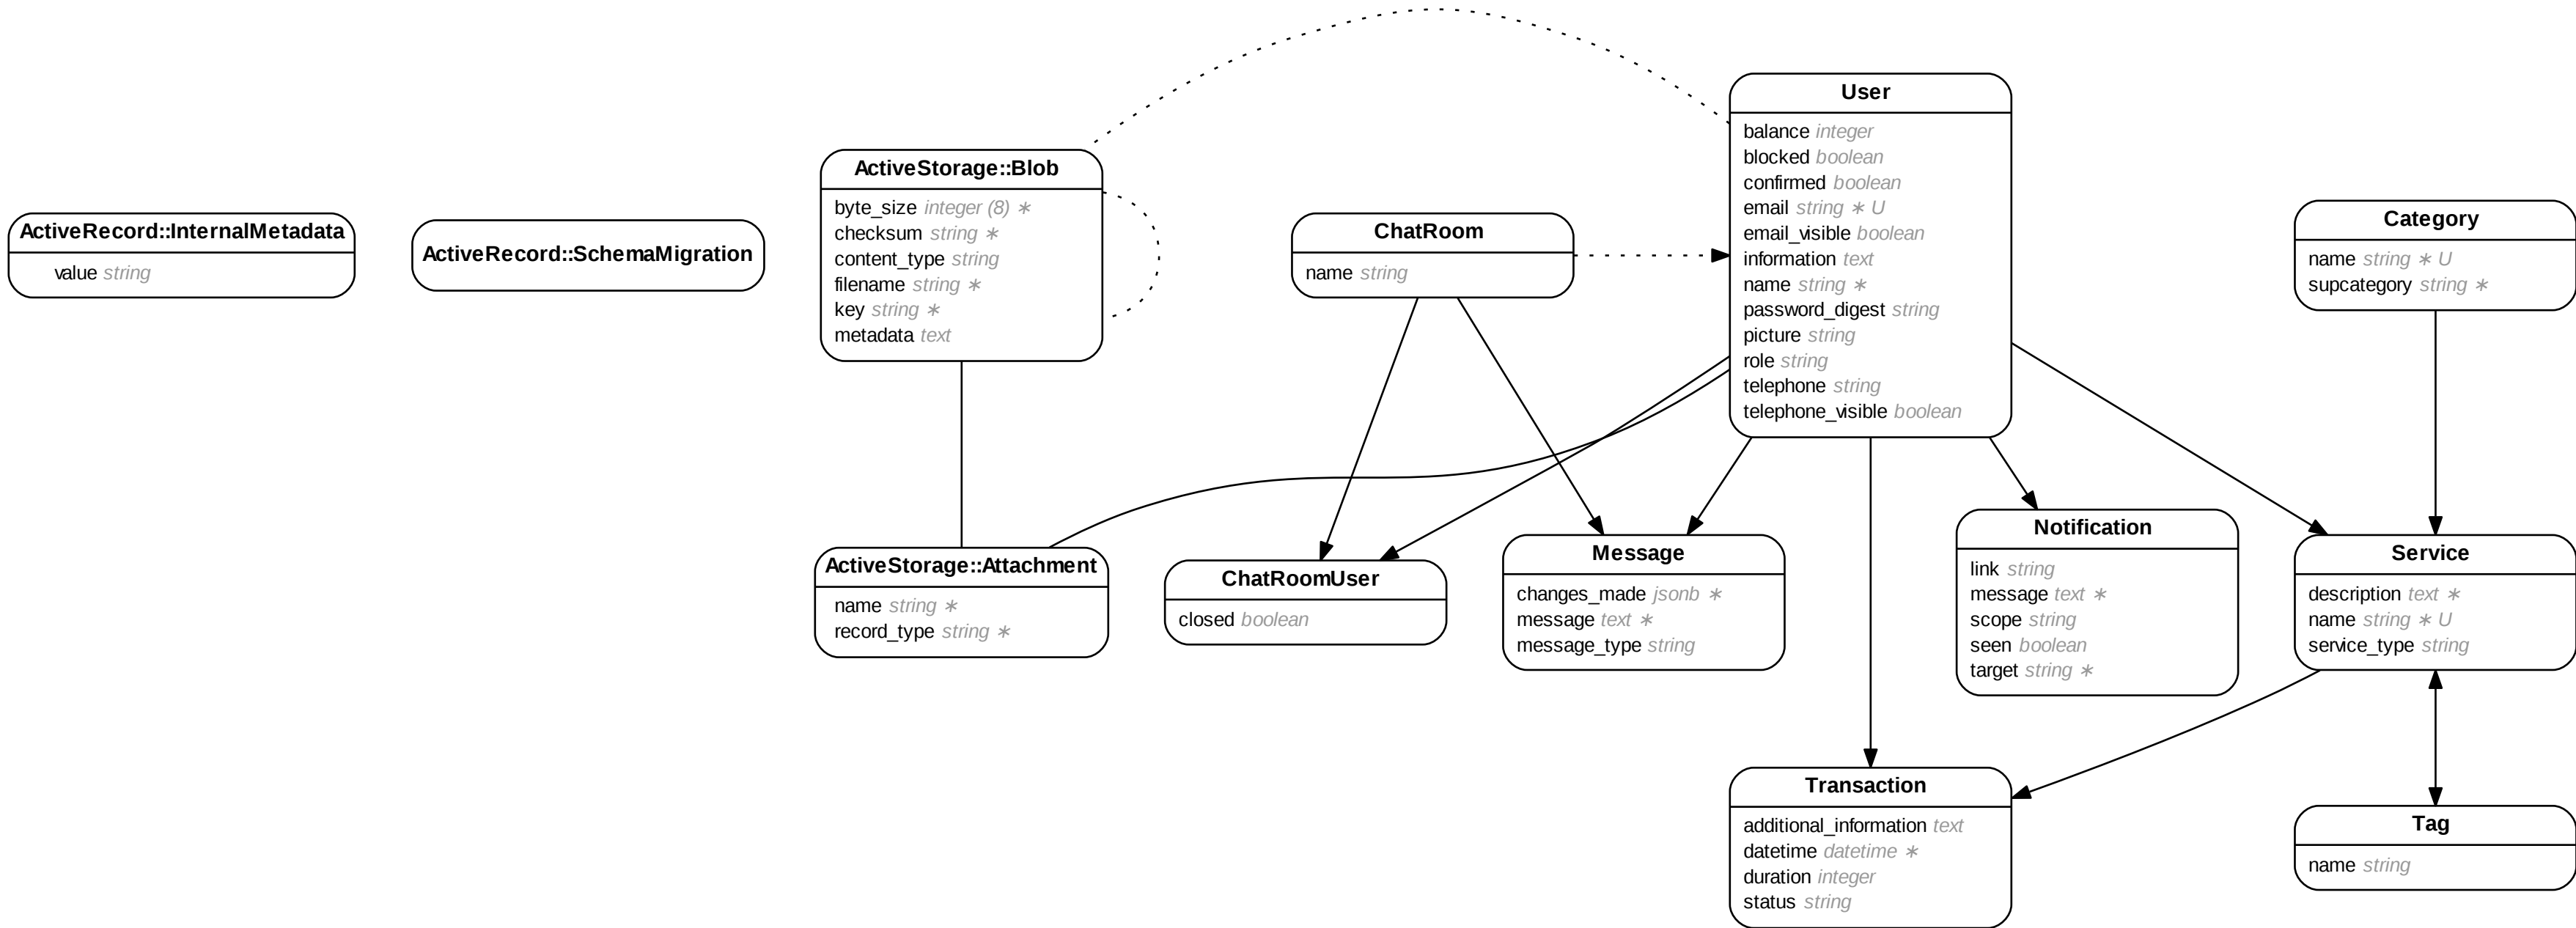 ActiveRecord::InternalMetadata
value string
ActiveRecord::SchemaMigration
ActiveStorage::Blob
byte_size integer (8) ∗
checksum string ∗
content_type string
filename string ∗
key string ∗
metadata text
ChatRoom
name string
User
balance integer
blocked boolean
confirmed boolean
email string ∗ U
email_visible boolean
information text
name string ∗
password_digest string
picture string
role string
telephone string
telephone_visible boolean
Category
name string ∗ U
supcategory string ∗
ActiveStorage::Attachment
name string ∗
record_type string ∗
ChatRoomUser
closed boolean
Message
changes_made jsonb ∗
message text ∗
message_type string
Notification
link string
message text ∗
scope string
seen boolean
target string ∗
Service
description text ∗
name string ∗ U
service_type string
Transaction
additional_information text
datetime datetime ∗
duration integer
status string
Tag
name string